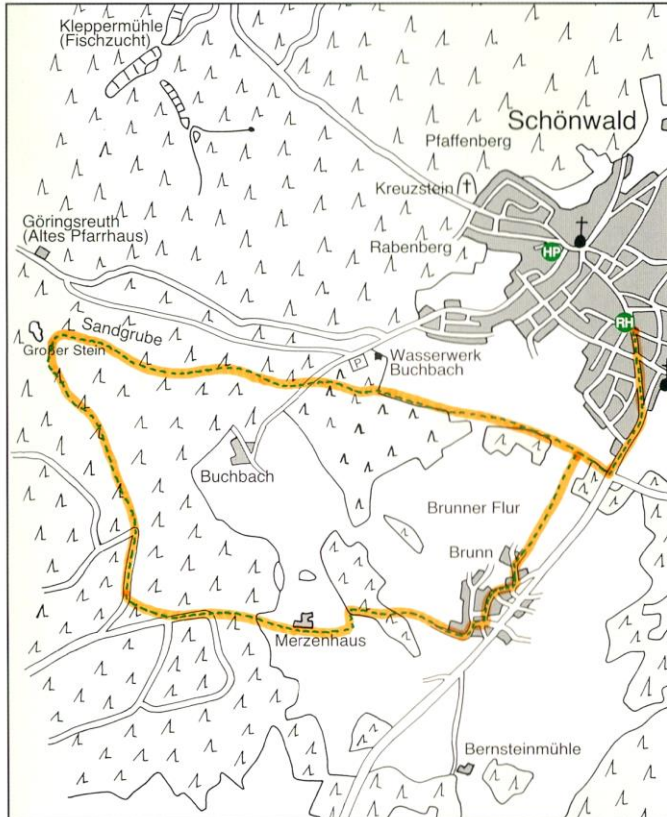 Kleppermühle
(Fischzucht)
Schönwald
Pfaffenberg
Kreuzstein
Göringsreuth
(Altes Pfarrhaus)
Rabenberg
HP
RH
Sandgrube
Großer Stein
P
Wasserwerk
Buchbach
Buchbach
Brunner Flur
Brunn
Merzenhaus
Bernsteinmühle